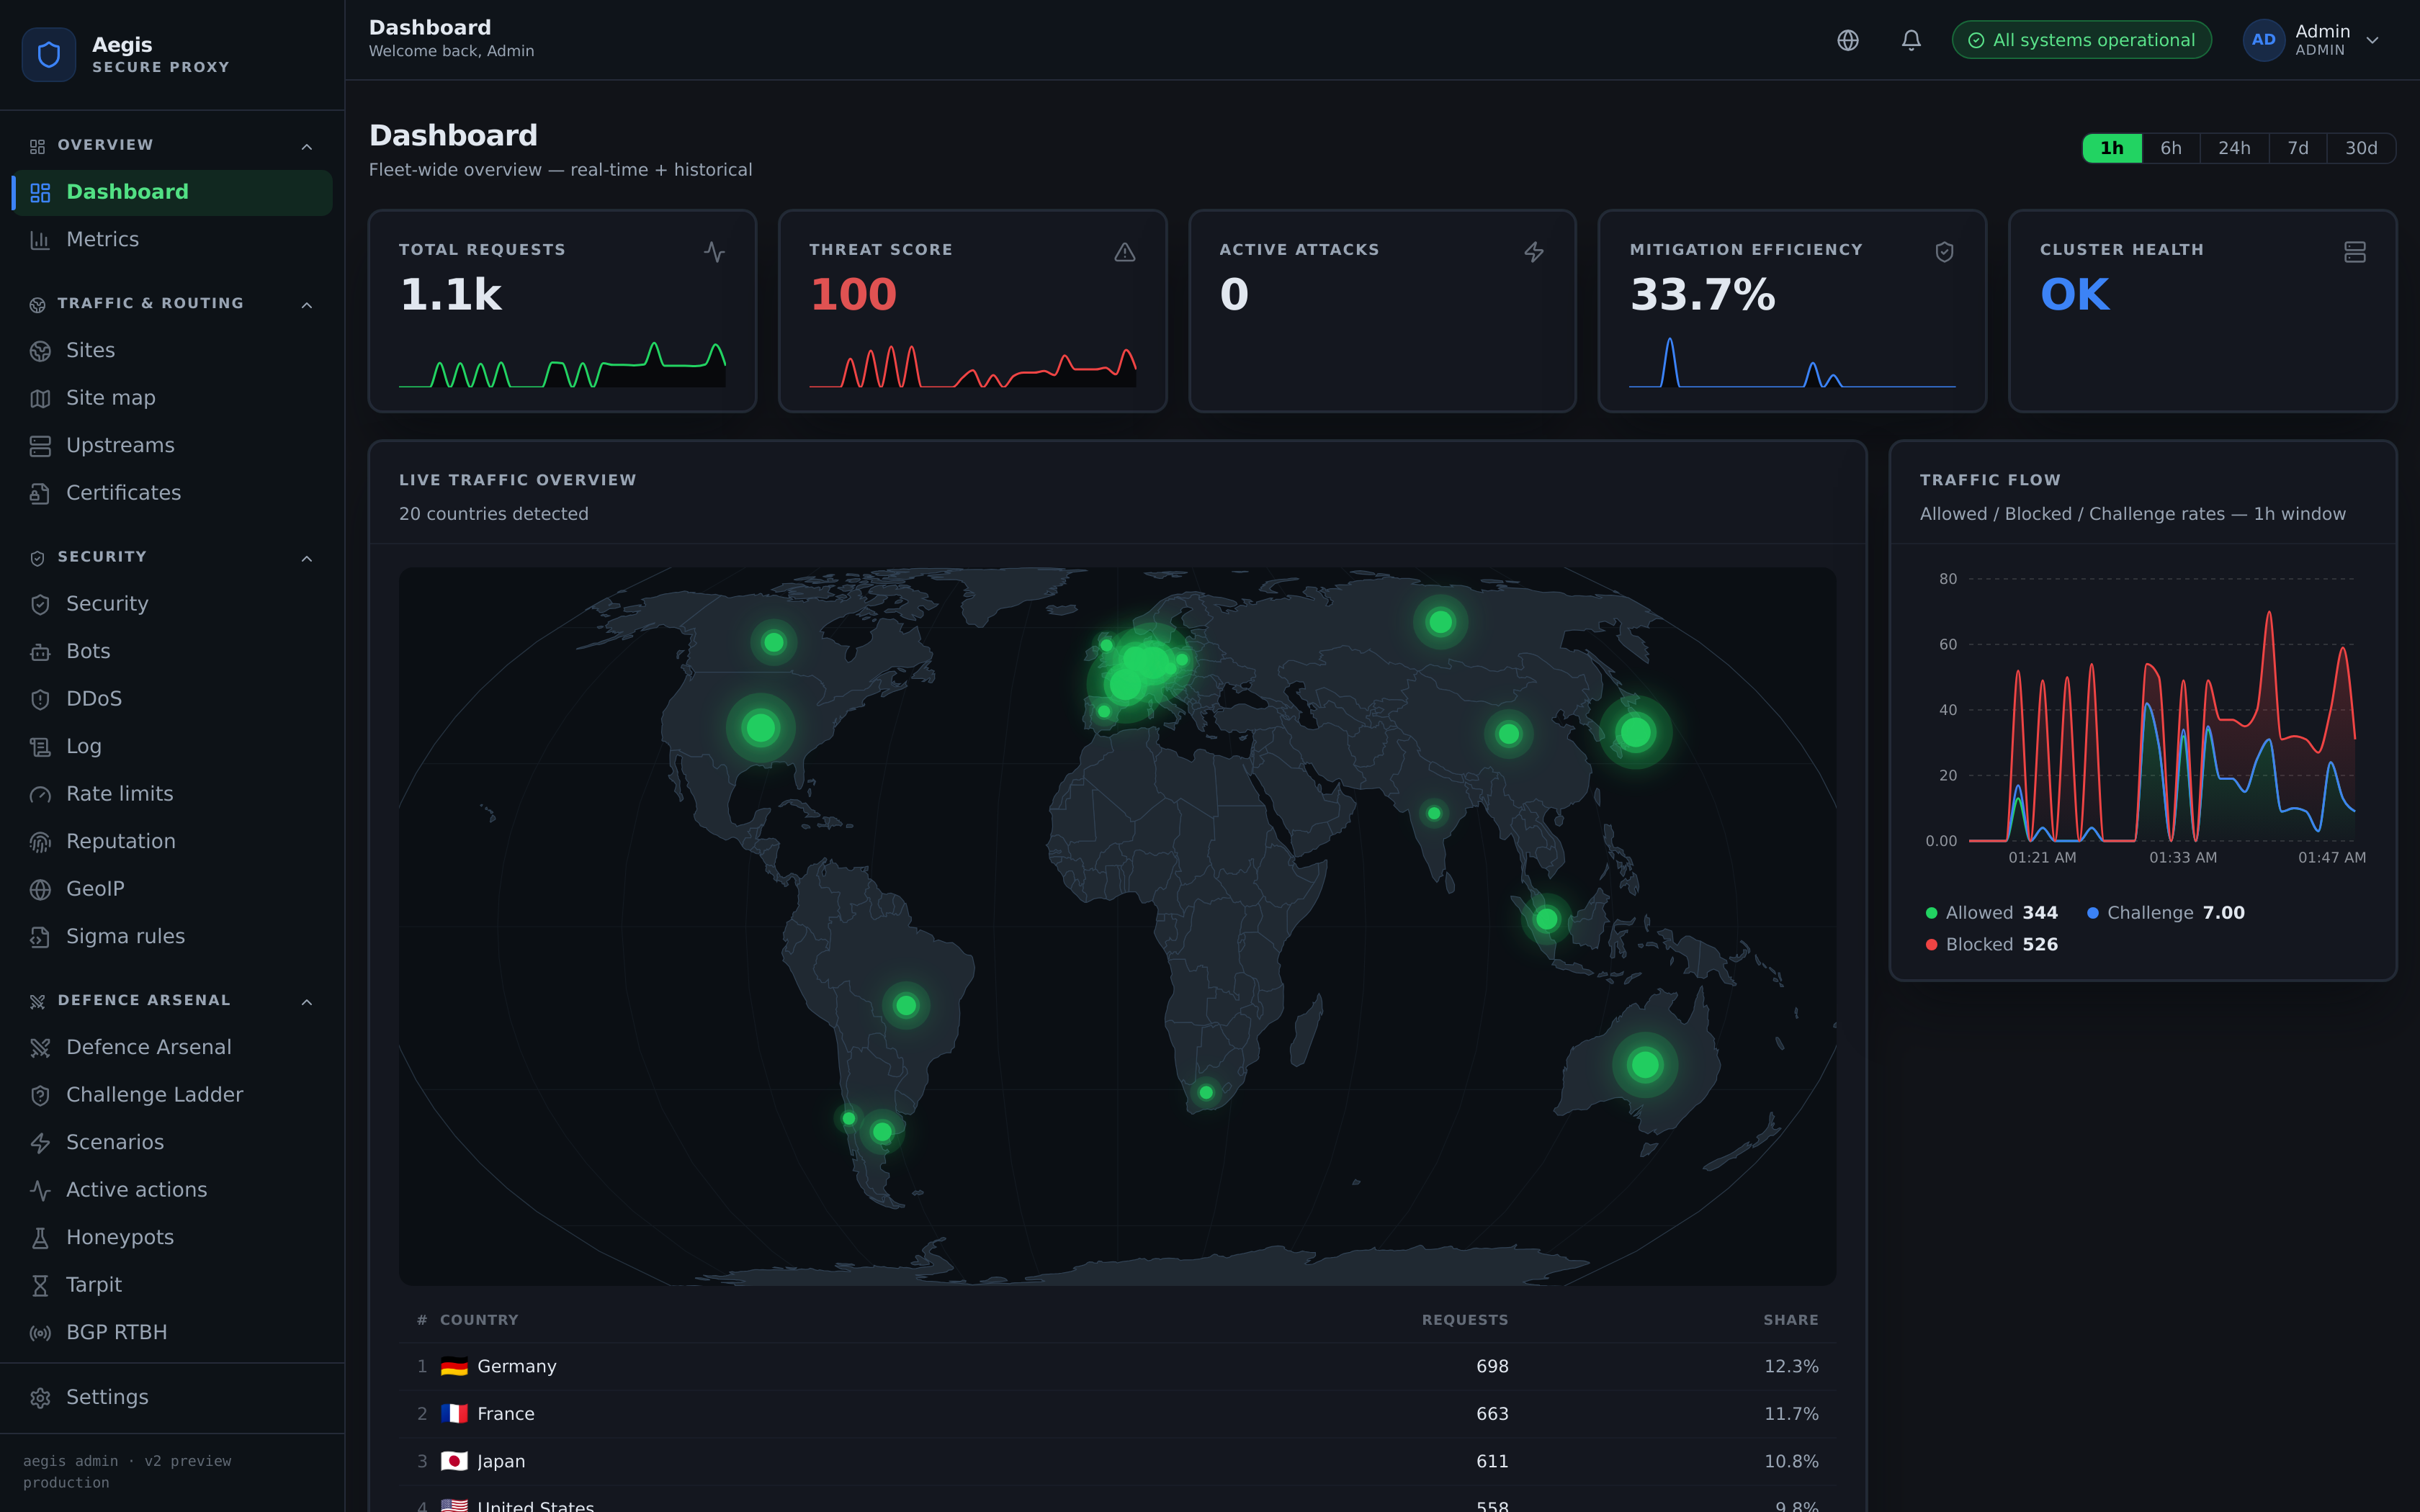 Aegis
SECURE PROXY
OVERVIEW
Dashboard
Metrics
TRAFFIC & ROUTING
Sites
Site map
Upstreams
Certificates
SECURITY
Security
Bots
DDoS
Log
Rate limits
Reputation
GeoIP
Sigma rules
DEFENCE ARSENAL
Defence Arsenal
Challenge Ladder
Scenarios
Active actions
Honeypots
Tarpit
BGP RTBH
Settings
aegis admin · v2 preview
production
Dashboard
Welcome back, Admin
All systems operational
AD
Admin
ADMIN
Dashboard
Fleet-wide overview — real-time + historical
1h 6h 24h 7d 30d
TOTAL REQUESTS
1.1k
THREAT SCORE
100
ACTIVE ATTACKS
0
MITIGATION EFFICIENCY
33.7%
CLUSTER HEALTH
OK
LIVE TRAFFIC OVERVIEW
20 countries detected
# COUNTRY REQUESTS SHARE
1 Germany 698 12.3%
2 France 663 11.7%
3 Japan 611 10.8%
4 United States 558 9.8%
TRAFFIC FLOW
Allowed / Blocked / Challenge rates — 1h window
80
60
40
20
0.00
01:21 AM 01:33 AM 01:47 AM
Allowed 344 Challenge 7.00
Blocked 526